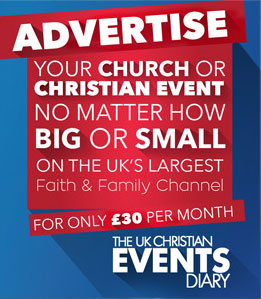 ADVERTISE
YOUR CHURCH OR
CHRISTIAN EVENT
NO MATTER HOW
BIG OR SMALL
ON THE UK'S LARGEST
Faith & Family Channel
FOR ONLY £30 PER MONTH
THE UK CHRISTIAN
EVENTS
DIARY